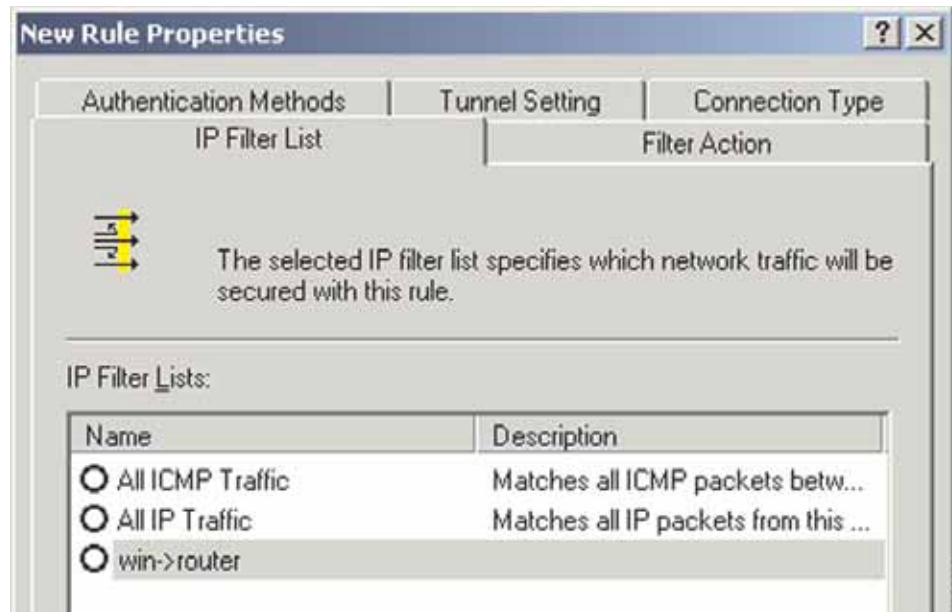 New Rule Properties
Authentication Methods
Tunnel Setting
Connection Type
IP Filter List
Filter Action
The selected IP filter list specifies which network traffic will be
secured with this rule.
IP Filter Lists:
Name
Description
All ICMP Traffic
Matches all ICMP packets betw...
All IP Traffic
Matches all IP packets from this ...
win->router